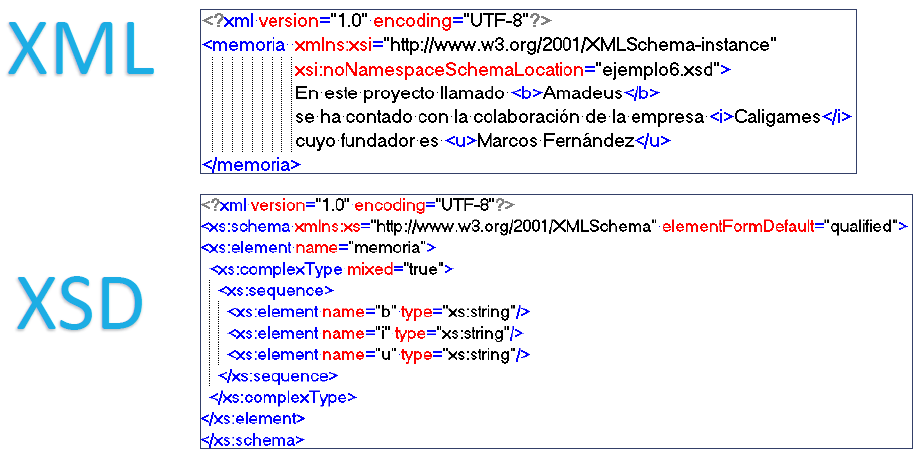 XML
<?xml version="1.0" encoding="UTF-8"?>
<memoria xmlns:xsi="http://www.w3.org/2001/XMLSchema-instance"
xsi:noNamespaceSchemaLocation="ejemplo6.xsd">
En este proyecto llamado <b>Amadeus</b>
se ha contado con la colaboración de la empresa <i>Caligames</i>
cuyo fundador es <u>Marcos Fernández</u>
</memoria>
XSD
<?xml version="1.0" encoding="UTF-8"?>
<xs:schema xmlns:xs="http://www.w3.org/2001/XMLSchema" elementFormDefault="qualified">
<xs:element name="memoria">
<xs:complexType mixed="true">
<xs:sequence>
<xs:element name="b" type="xs:string"/>
<xs:element name="i" type="xs:string"/>
<xs:element name="u" type="xs:string"/>
</xs:sequence>
</xs:complexType>
</xs:element>
</xs:schema>